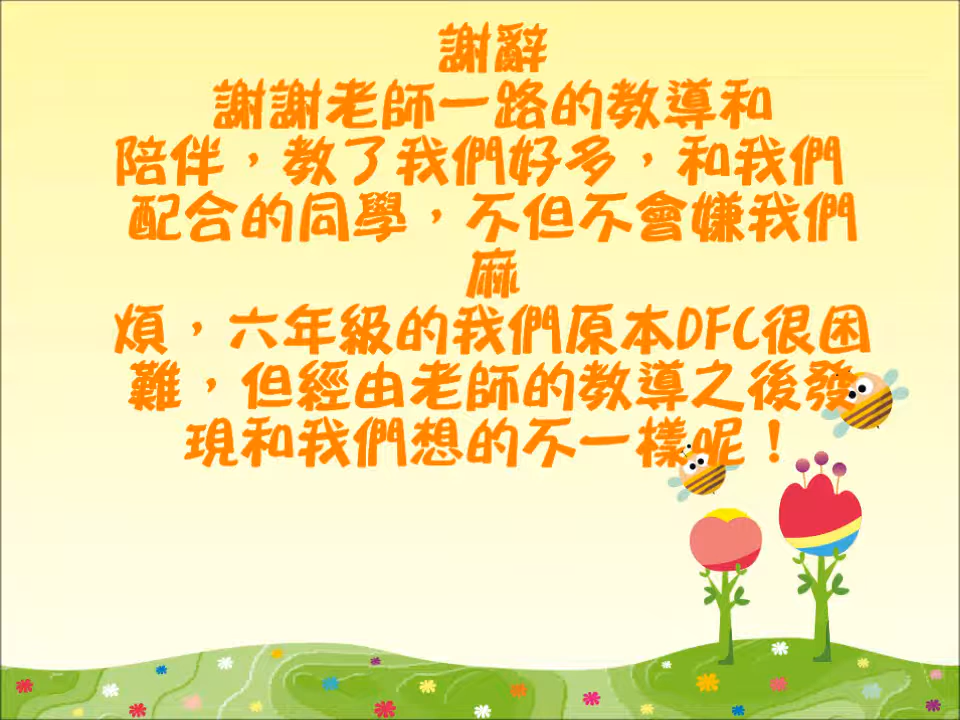 謝辭
謝謝老師一路的教導和
陪伴，教了我們好多，和我們
配合的同學，不但不會嫌我們
麻
煩，六年級的我們原本DFC很困
難，但經由老師的教導之後發
現和我們想的不一樣呢！